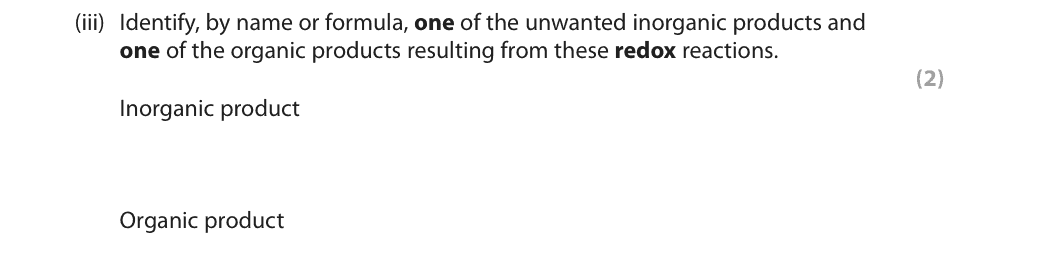 (iii) Identify, by name or formula, one of the unwanted inorganic products and
one of the organic products resulting from these redox reactions.
(2)
Inorganic product
Organic product